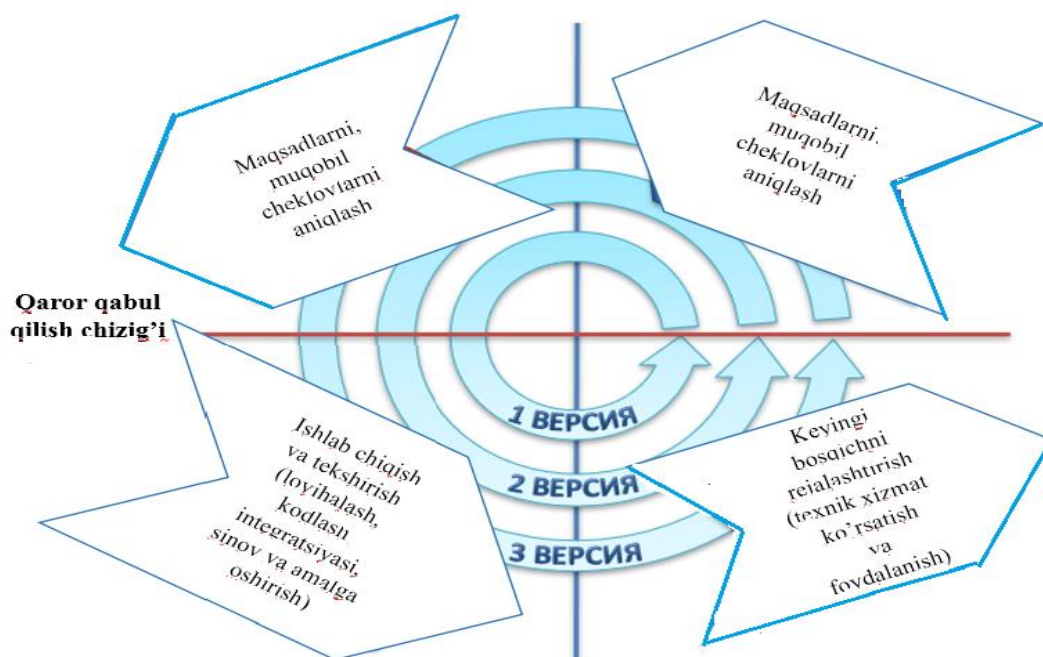 Maqsadlarni,
muqobil
cheklovlarni
aniqlash
Maqsadlarni,
muqobil
cheklovlarni
aniqlash
Qaror qabul
qilish chizig’i
1 ВЕРСИЯ
2 ВЕРСИЯ
3 ВЕРСИЯ
Ishlab chiqish
va tekshirish
(loyihalash,
kodlasn
integratsiyasi,
sinov va amalga
oshirish)
Keyingi
bosqichni
rejalashtirish
(texnik xizmat
ko’rsatish
va
foydalanish)